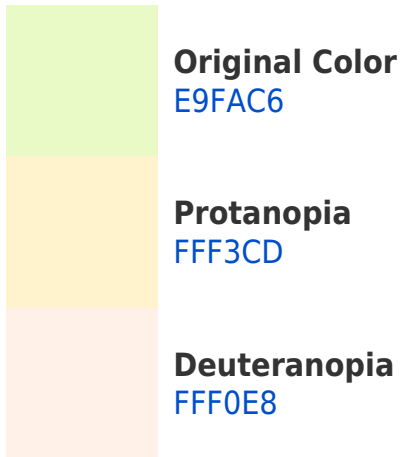 Original Color
E9FAC6
Protanopia
FFF3CD
Deuteranopia
FFF0E8